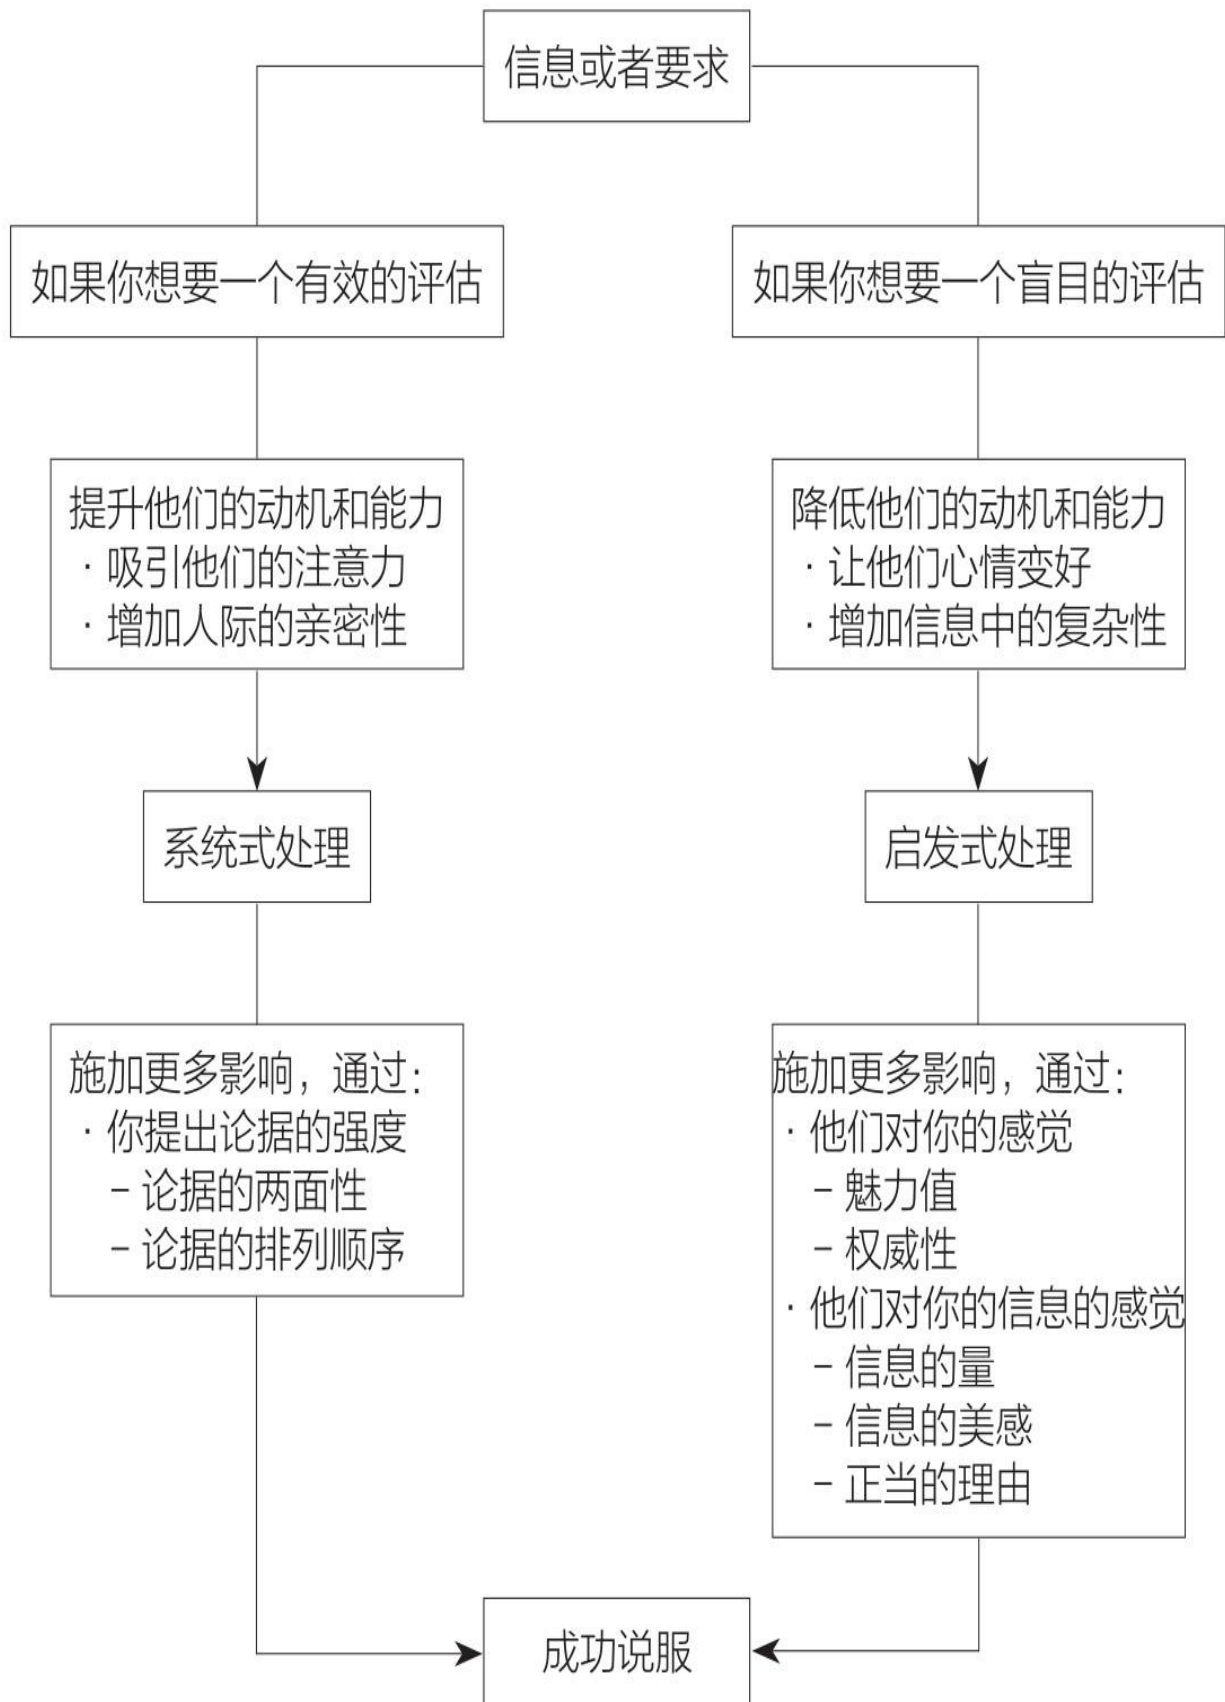 信息或者要求
如果你想要一个有效的评估
如果你想要一个盲目的评估
提升他们的动机和能力
· 吸引他们的注意力
· 增加人际的亲密性
降低他们的动机和能力
· 让他们心情变好
· 增加信息中的复杂性
系统式处理
启发式处理
施加更多影响，通过：
· 你提出论据的强度
– 论据的两面性
– 论据的排列顺序
施加更多影响，通过：
· 他们对你的感觉
– 魅力值
– 权威性
· 他们对你的信息的感觉
– 信息的量
– 信息的美感
– 正当的理由
成功说服